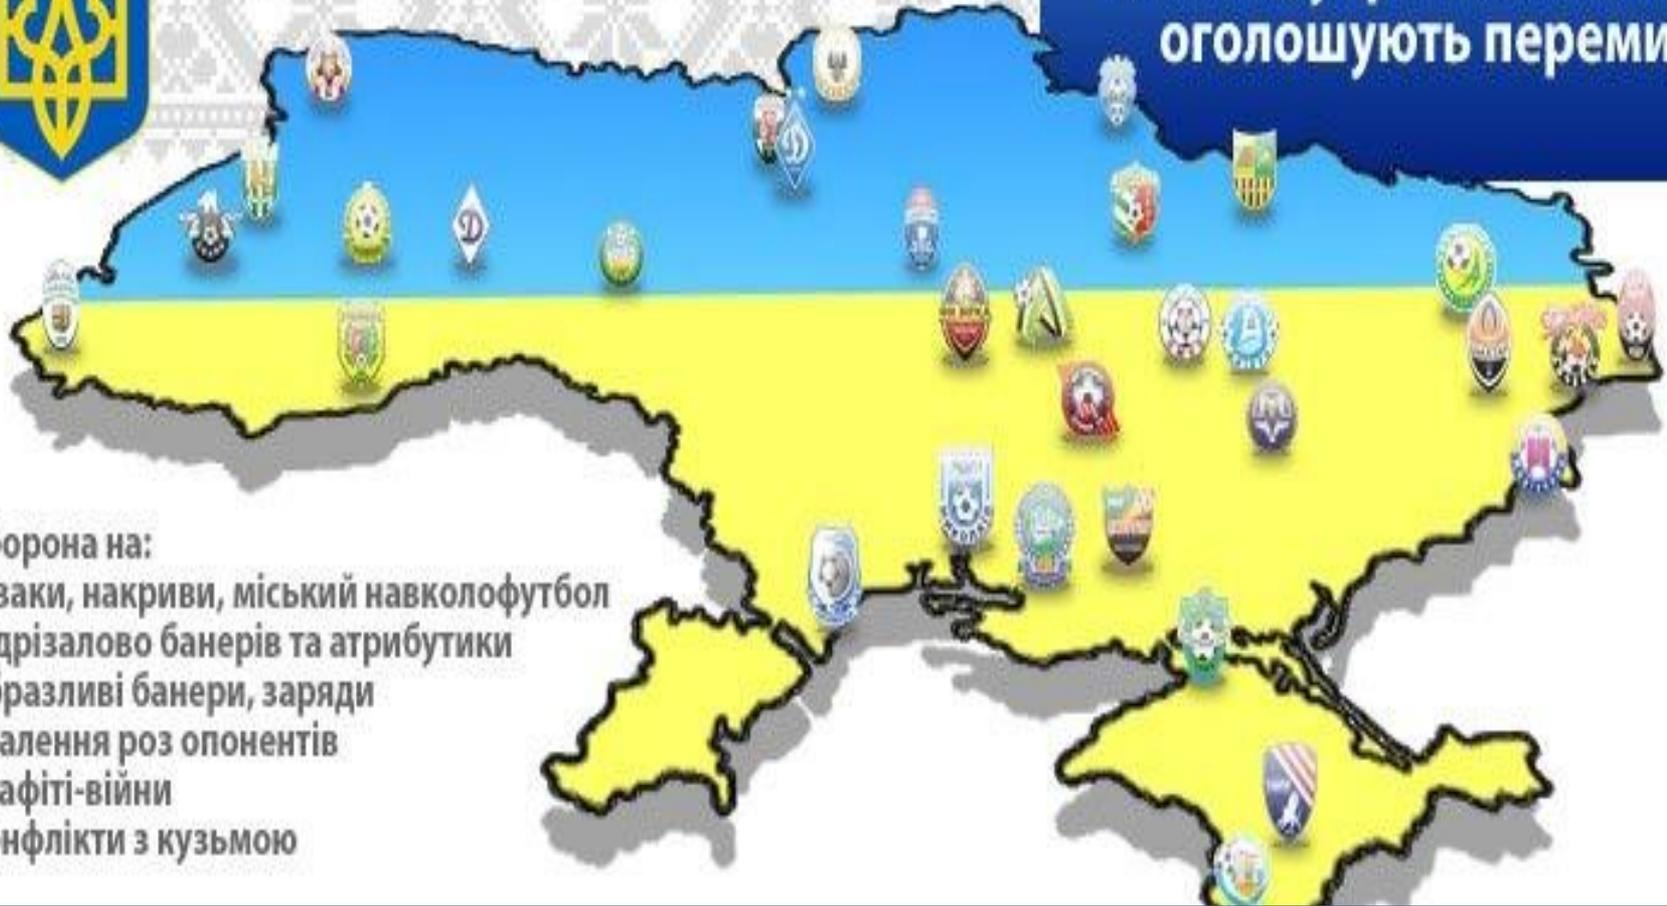 оголошують переми
орона на:
заки, накриви, міський навколофутбол
дрізалово банерів та атрибутики
разливі банери, заряди
алення роз опонентів
афіті-війни
нфлікти з кузьмою